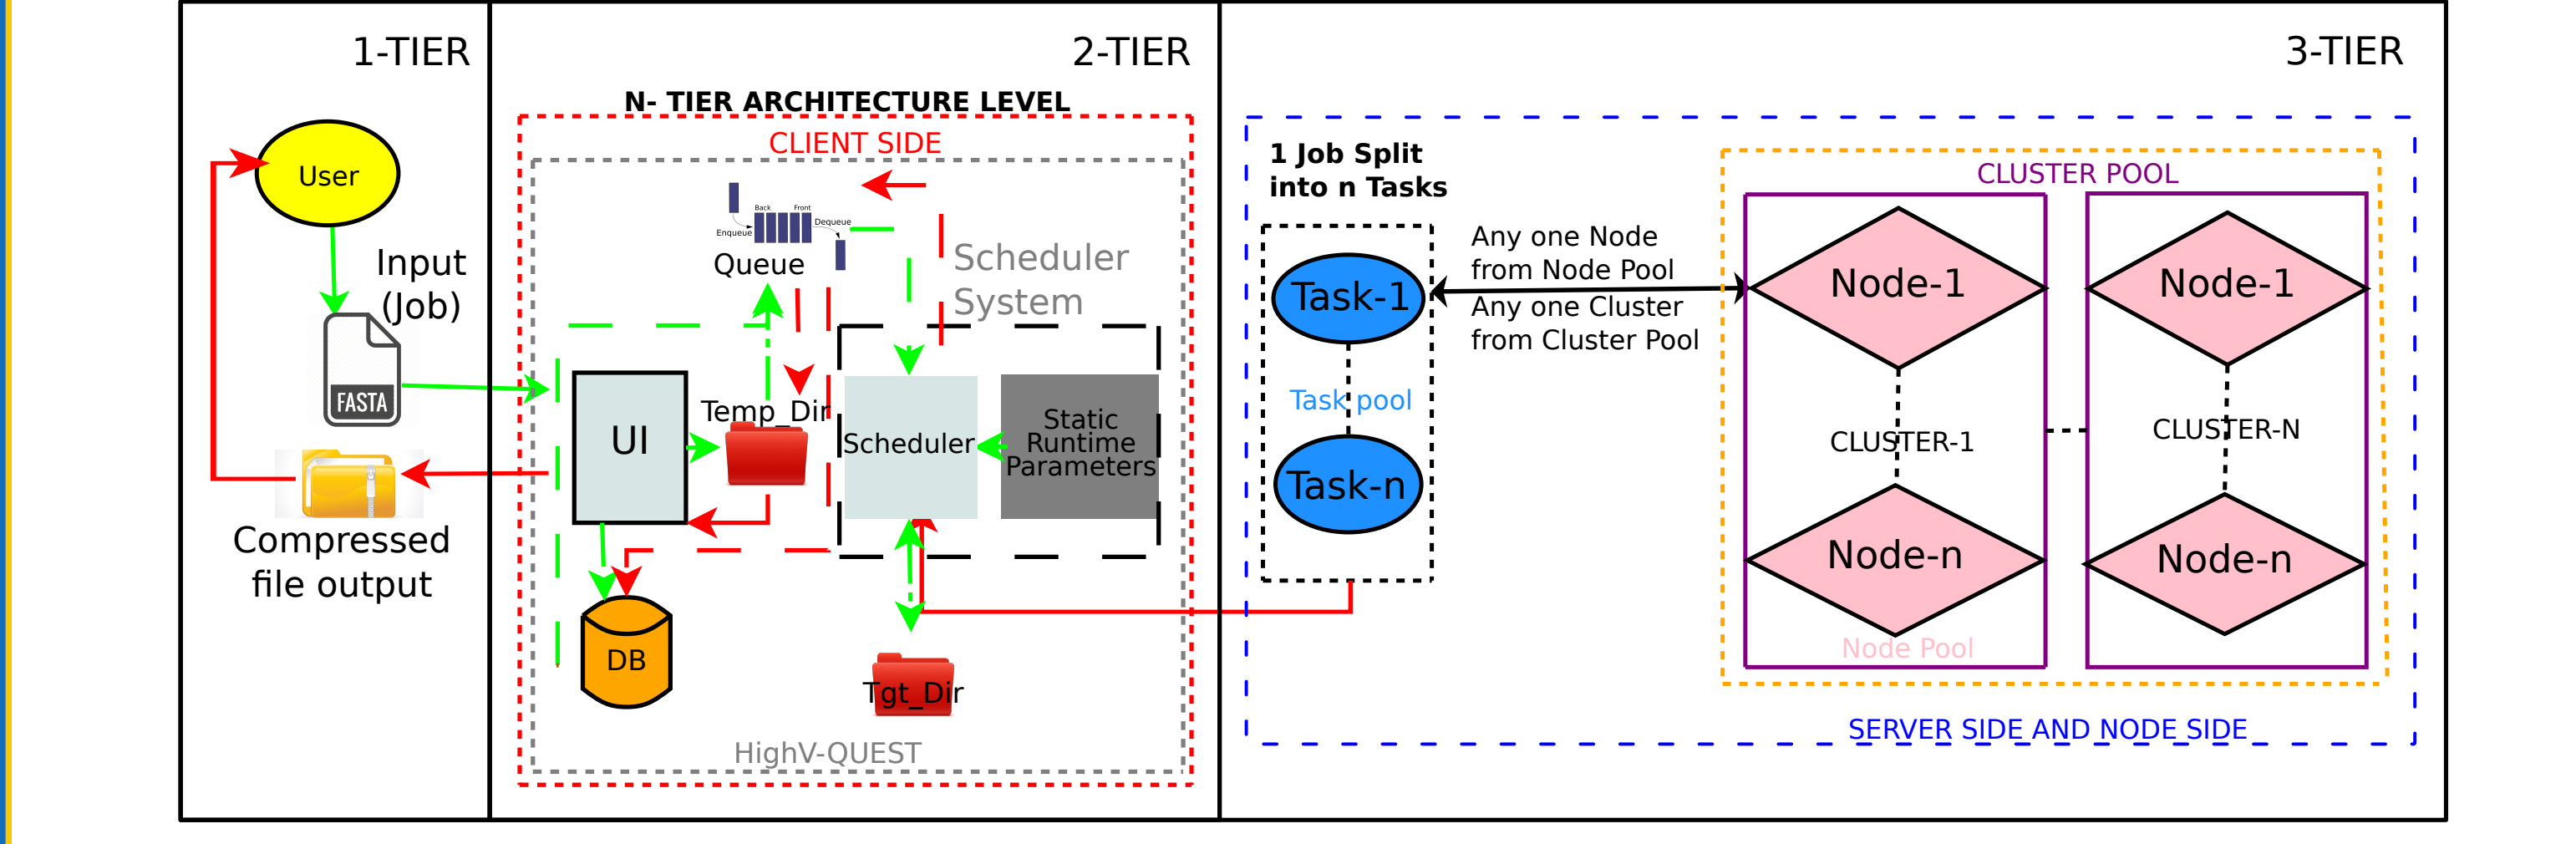 1-TIER
2-TIER
3-TIER
N- TIER ARCHITECTURE LEVEL
CLIENT SIDE
User
Input
(Job)
FASTA
Compressed
file output
Back
Front
Enqueue
Dequeue
Queue
Scheduler
System
UI
Temp_Dir
Scheduler
Static
Runtime
Parameters
DB
Tgt_Dir
HighV-QUEST
1 Job Split
into n Tasks
Task-1
Task pool
Task-n
Any one Node
from Node Pool
Any one Cluster
from Cluster Pool
CLUSTER POOL
Node-1
Node-1
CLUSTER-1
CLUSTER-N
Node-n
Node-n
Node Pool
SERVER SIDE AND NODE SIDE